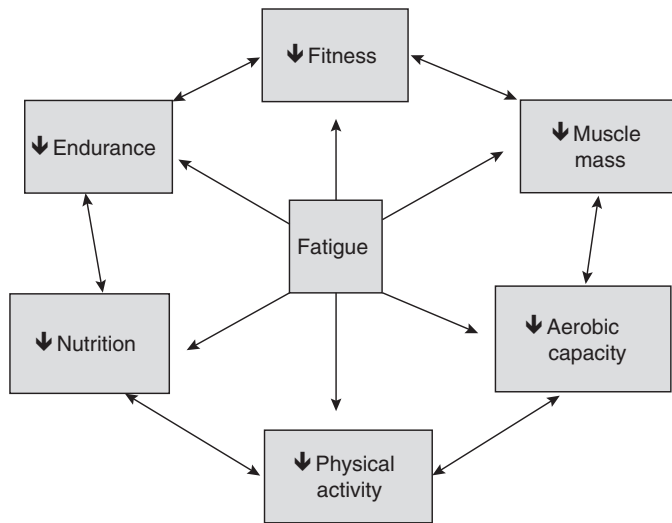 🡻 Fitness
🡻 Endurance
🡻 Muscle
mass
Fatigue
🡻 Nutrition
🡻 Aerobic
capacity
🡻 Physical
activity